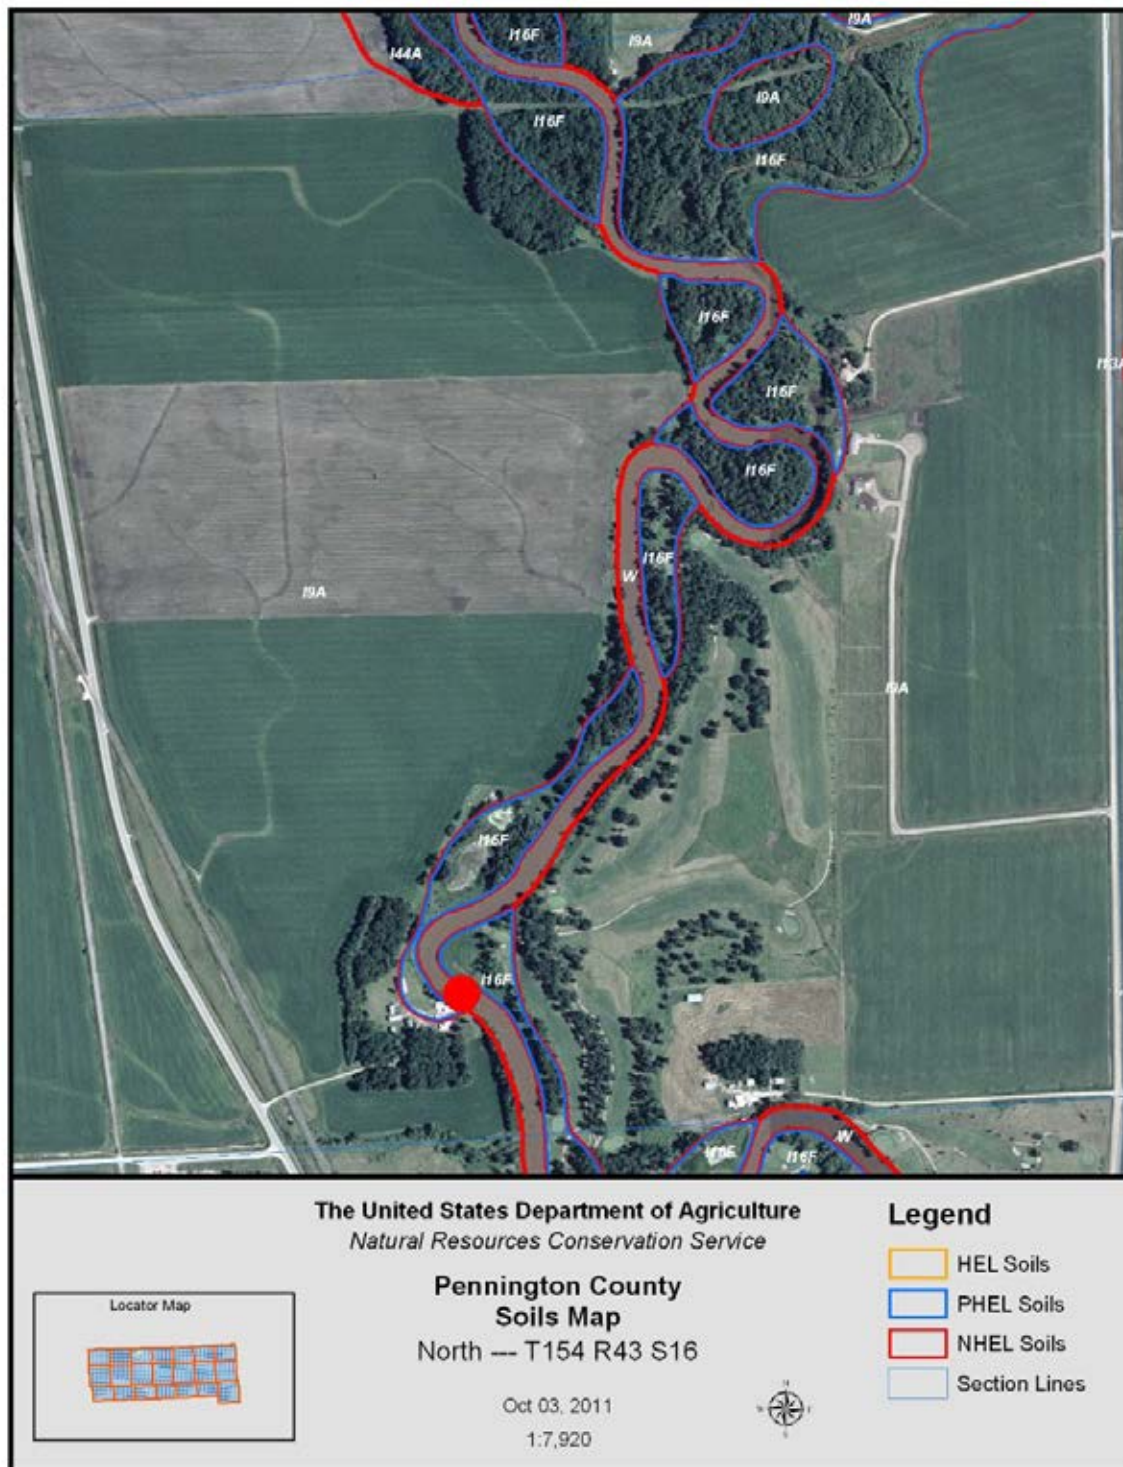 I9A
I16F
I9A
I44A
I9A
I16F
I16F
I16F
I13A
I16F
I16F
I16F
W
I9A
I9A
I16F
I16F
W
I16F
I16F
The United States Department of Agriculture
Natural Resources Conservation Service
Pennington County
Soils Map
North --- T154 R43 S16
Oct 03, 2011
1:7,920
Locator Map
N
W
E
S
Legend
HEL Soils
PHEL Soils
NHEL Soils
Section Lines